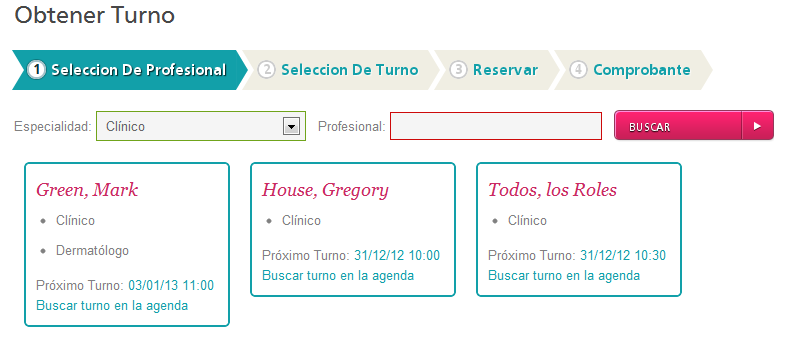 Obtener Turno
1 Seleccion De Profesional 2 Seleccion De Turno 3 Reservar 4 Comprobante
Especialidad: Clínico Profesional: BUSCAR
Green, Mark
Clínico
Dermatólogo
Próximo Turno: 03/01/13 11:00
Buscar turno en la agenda
House, Gregory
Clínico
Próximo Turno: 31/12/12 10:00
Buscar turno en la agenda
Todos, los Roles
Clínico
Próximo Turno: 31/12/12 10:30
Buscar turno en la agenda